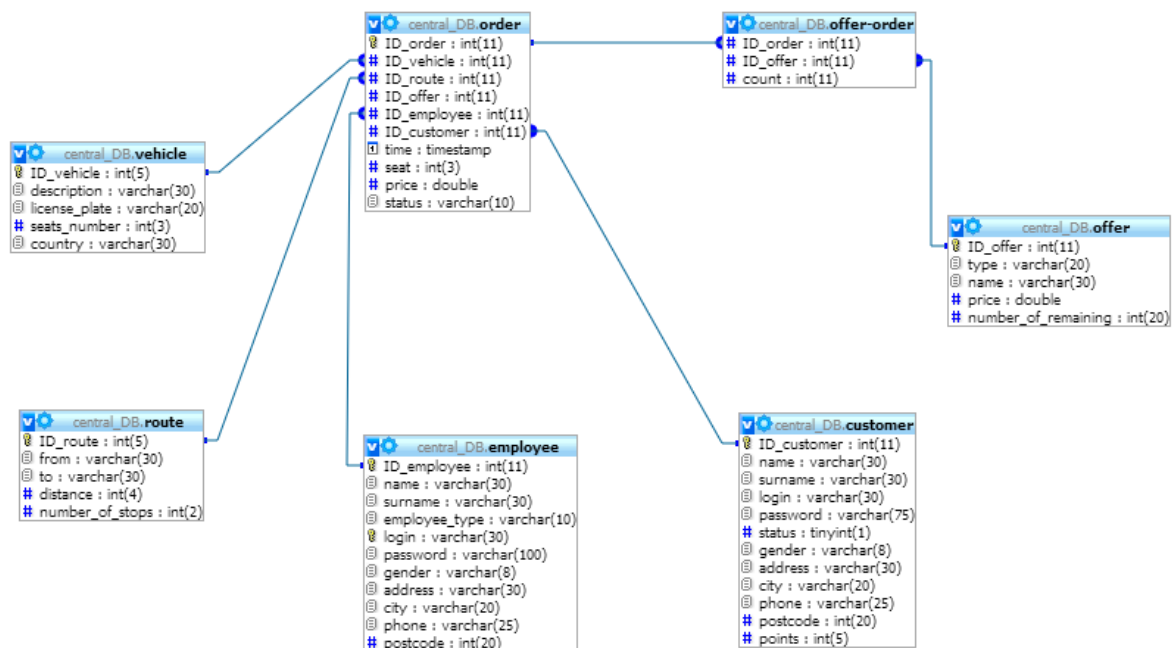 central_DB.order
ID_order : int(11)
ID_vehicle : int(11)
ID_route : int(11)
ID_offer : int(11)
ID_employee : int(11)
ID_customer : int(11)
time : timestamp
seat : int(3)
price : double
status : varchar(10)
central_DB.offer-order
ID_order : int(11)
ID_offer : int(11)
count : int(11)
central_DB.vehicle
ID_vehicle : int(5)
description : varchar(30)
license_plate : varchar(20)
seats_number : int(3)
country : varchar(30)
central_DB.offer
ID_offer : int(11)
type : varchar(20)
name : varchar(30)
price : double
number_of_remaining : int(20)
central_DB.route
ID_route : int(5)
from : varchar(30)
to : varchar(30)
distance : int(4)
number_of_stops : int(2)
central_DB.employee
ID_employee : int(11)
name : varchar(30)
surname : varchar(30)
employee_type : varchar(10)
login : varchar(30)
password : varchar(100)
gender : varchar(8)
address : varchar(30)
city : varchar(20)
phone : varchar(25)
postcode : int(20)
central_DB.customer
ID_customer : int(11)
name : varchar(30)
surname : varchar(30)
login : varchar(30)
password : varchar(75)
status : tinyint(1)
gender : varchar(8)
address : varchar(30)
city : varchar(20)
phone : varchar(25)
postcode : int(20)
points : int(5)